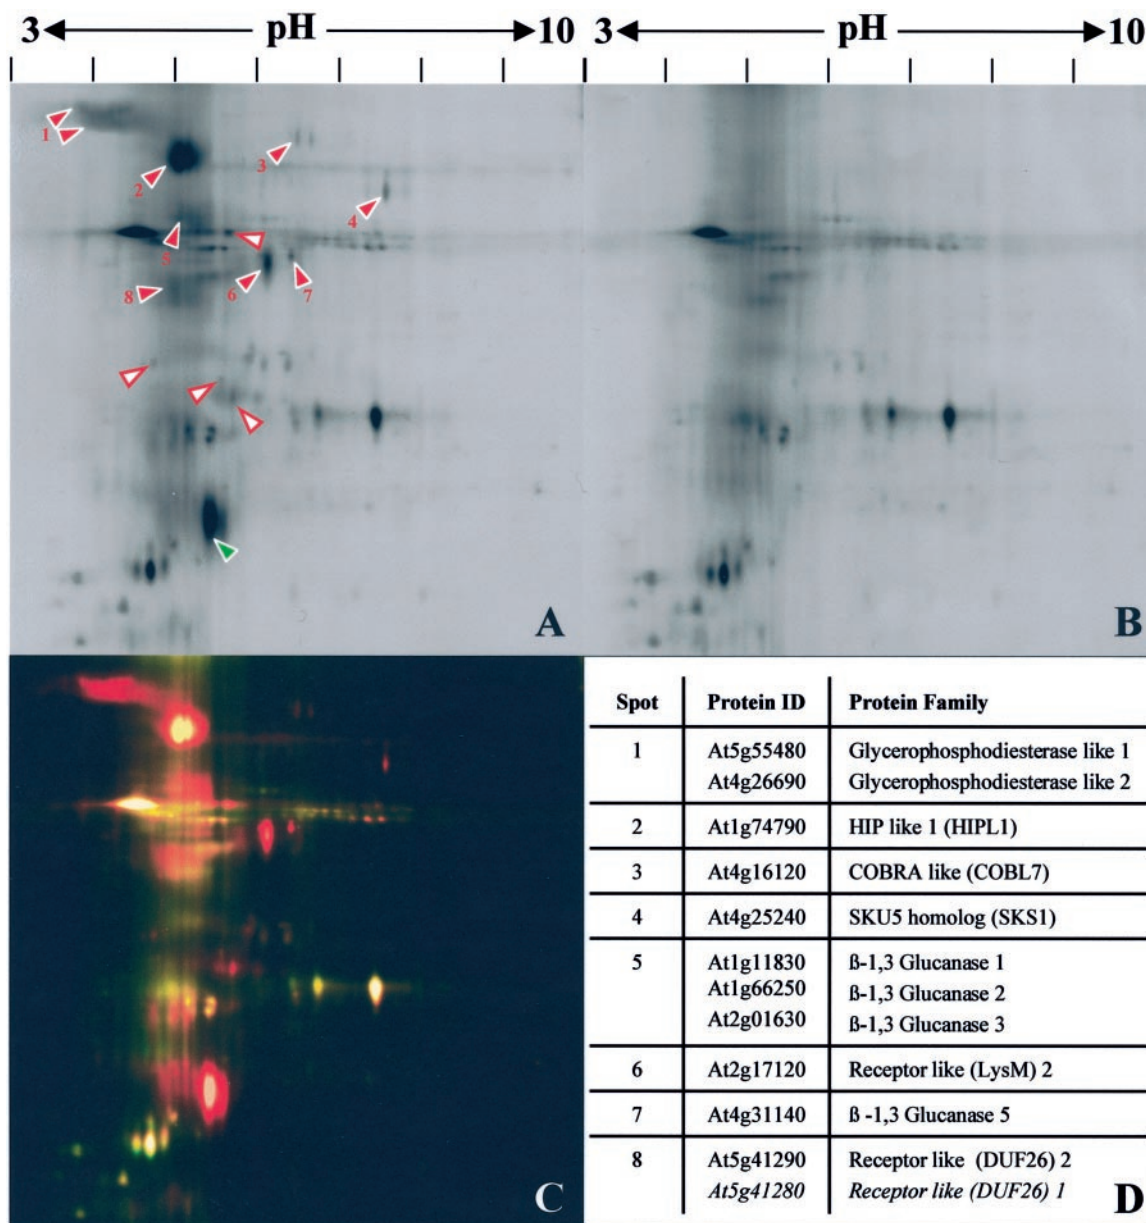 3 pH 10
3 pH 10
1
2
3
4
5
6
7
8
A
B
C
Spot Protein ID Protein Family
1 At5g55480 Glycerophosphodiesterase like 1
At4g26690 Glycerophosphodiesterase like 2
2 At1g74790 HIP like 1 (HIPL1)
3 At4g16120 COBRA like (COBL7)
4 At4g25240 SKU5 homolog (SKS1)
5 At1g11830 ß-1,3 Glucanase 1
At1g66250 ß-1,3 Glucanase 2
At2g01630 ß-1,3 Glucanase 3
6 At2g17120 Receptor like (LysM) 2
7 At4g31140 ß -1,3 Glucanase 5
8 At5g41290 Receptor like (DUF26) 2
At5g41280 Receptor like (DUF26) 1
D